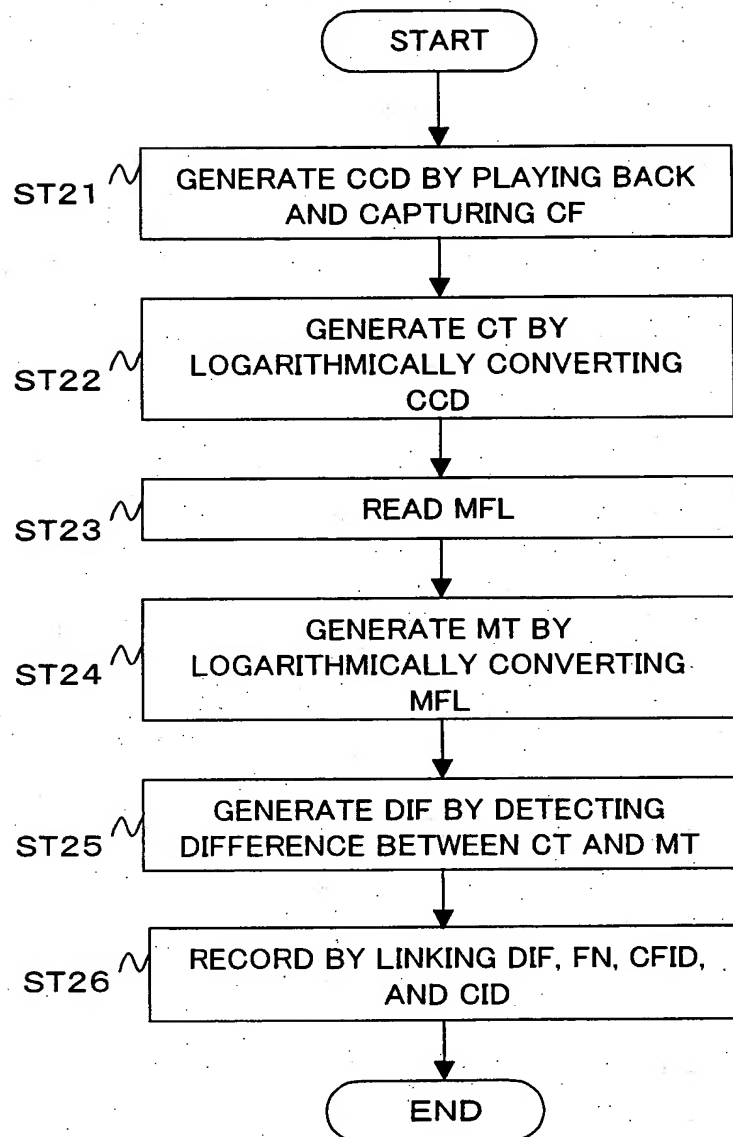 START
ST21
GENERATE CCD BY PLAYING BACK
AND CAPTURING CF
ST22
GENERATE CT BY
LOGARITHMICALLY CONVERTING
CCD
ST23
READ MFL
ST24
GENERATE MT BY
LOGARITHMICALLY CONVERTING
MFL
ST25
GENERATE DIF BY DETECTING
DIFFERENCE BETWEEN CT AND MT
ST26
RECORD BY LINKING DIF, FN, CFID,
AND CID
END